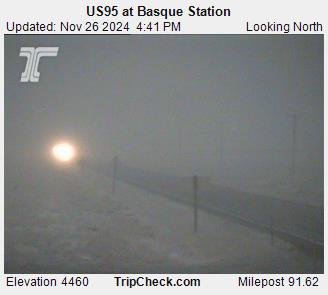 US95 at Basque Station
Updated: Nov 26 2024 4:41 PM Looking North
Elevation 4460 TripCheck.com Milepost 91.62